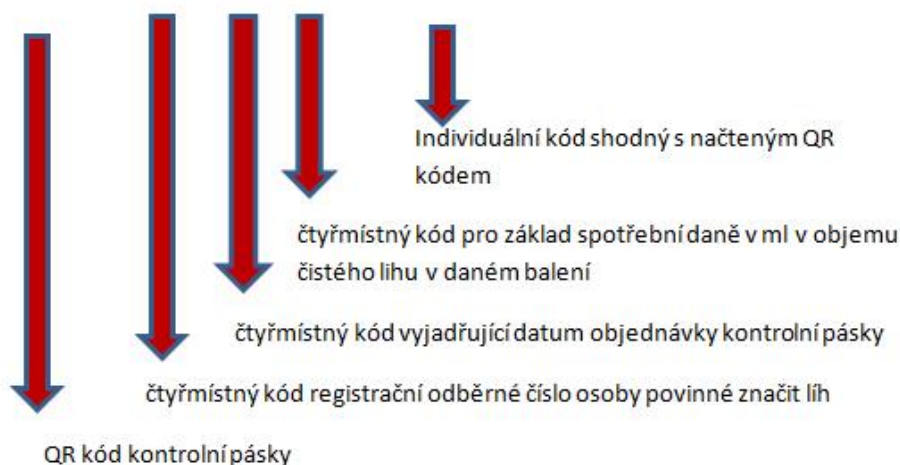 Individuální kód shodný s načteným QR
kódem
čtyřmístný kód pro základ spotřební daně v ml v objemu
čistého lihu v daném balení
čtyřmístný kód vyjadřující datum objednávky kontrolní pásky
čtyřmístný kód registrační odběrné číslo osoby povinné značit líh
QR kód kontrolní pásky